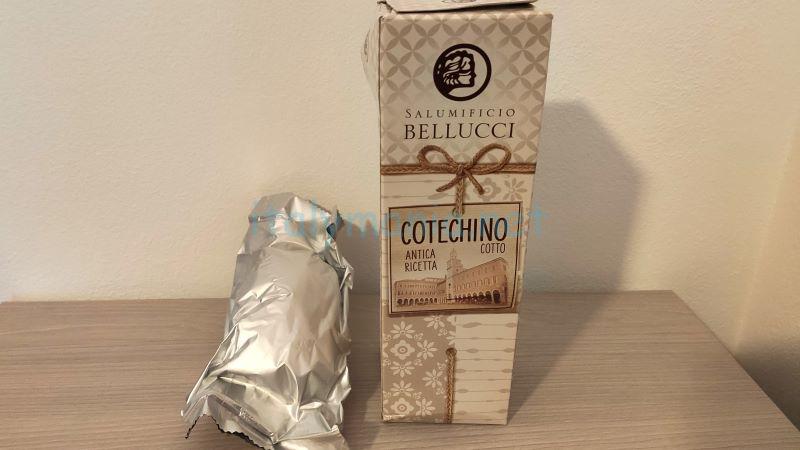 SALUMIFICIO
BELLUCCI
COTECHINO
COTTO
ANTICA
RICETTA